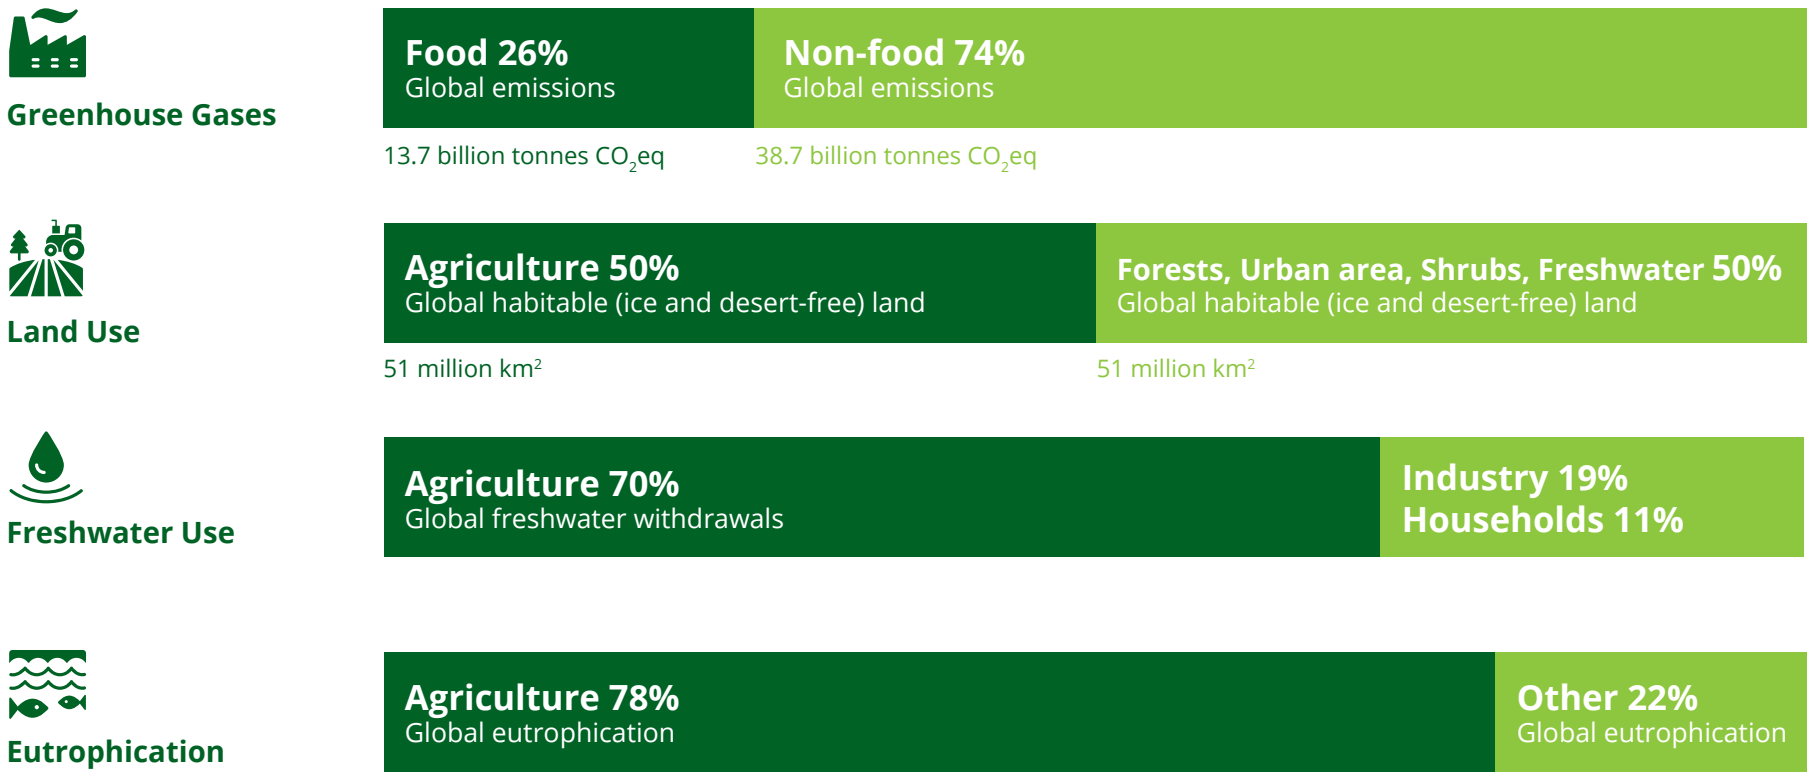 Greenhouse Gases
Food 26%
Global emissions
Non-food 74%
Global emissions
13.7 billion tonnes CO₂eq
38.7 billion tonnes CO₂eq
Land Use
Agriculture 50%
Global habitable (ice and desert-free) land
Forests, Urban area, Shrubs, Freshwater 50%
Global habitable (ice and desert-free) land
51 million km²
51 million km²
Freshwater Use
Agriculture 70%
Global freshwater withdrawals
Industry 19%
Households 11%
Eutrophication
Agriculture 78%
Global eutrophication
Other 22%
Global eutrophication